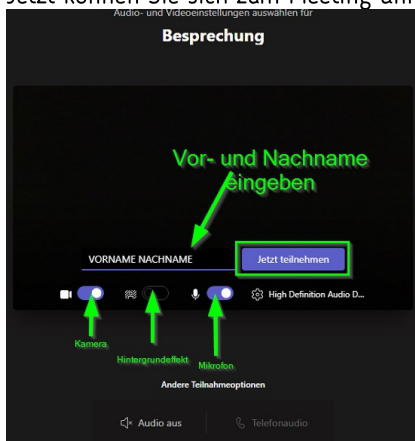 Jetzt können Sie sich zum Meeting an
Audio- und Videoeinstellungen auswählen für
Besprechung
Vor- und Nachname
eingeben
VORNAME NACHNAME
Jetzt teilnehmen
High Definition Audio D...
Kamera
Hintergrundeffekt
Mikrofon
Andere Teilnahmeoptionen
Audio aus
Telefonaudio